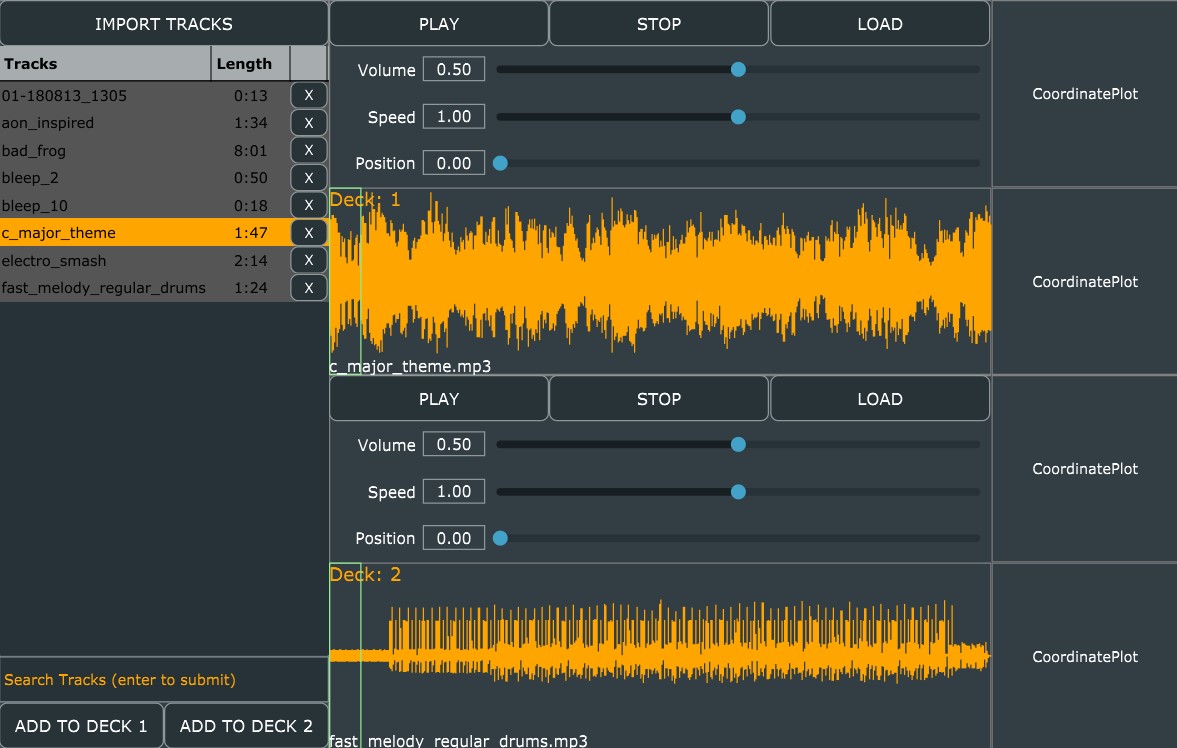 IMPORT TRACKS
Tracks Length
01-180813_1305 0:13 X
aon_inspired 1:34 X
bad_frog 8:01 X
bleep_2 0:50 X
bleep_10 0:18 X
c_major_theme 1:47 X
electro_smash 2:14 X
fast_melody_regular_drums 1:24 X
Search Tracks (enter to submit)
ADD TO DECK 1 ADD TO DECK 2
PLAY STOP LOAD
Volume 0.50
Speed 1.00
Position 0.00
Deck: 1
c_major_theme.mp3
PLAY STOP LOAD
Volume 0.50
Speed 1.00
Position 0.00
Deck: 2
fast_melody_regular_drums.mp3
CoordinatePlot
CoordinatePlot
CoordinatePlot
CoordinatePlot